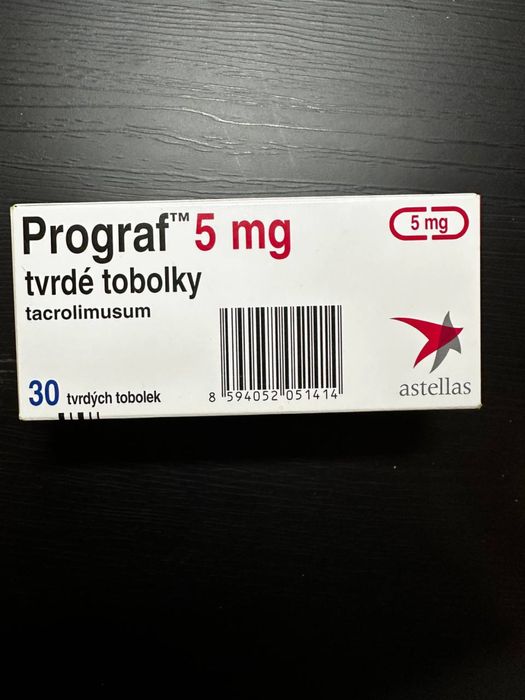 Prograf™ 5 mg
5 mg
tvrdé tobolky
tacrolimusum
30 tvrdých tobolek
8 594052 051414
astellas